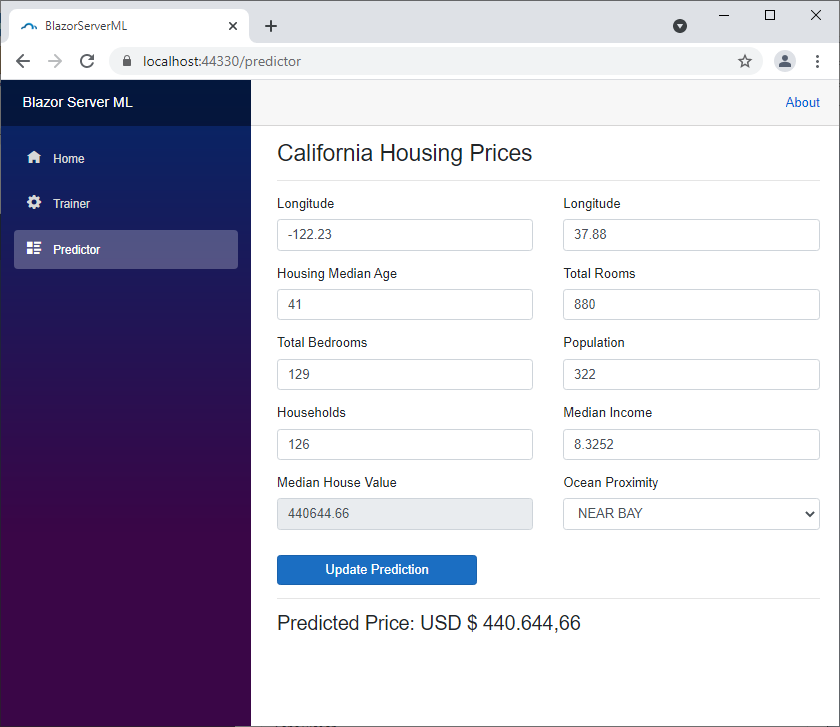 BlazorServerML
localhost:44330/predictor
Blazor Server ML
About
Home
Trainer
Predictor
California Housing Prices
Longitude Longitude
-122.23 37.88
Housing Median Age Total Rooms
41 880
Total Bedrooms Population
129 322
Households Median Income
126 8.3252
Median House Value Ocean Proximity
440644.66 NEAR BAY
Update Prediction
Predicted Price: USD $ 440.644,66